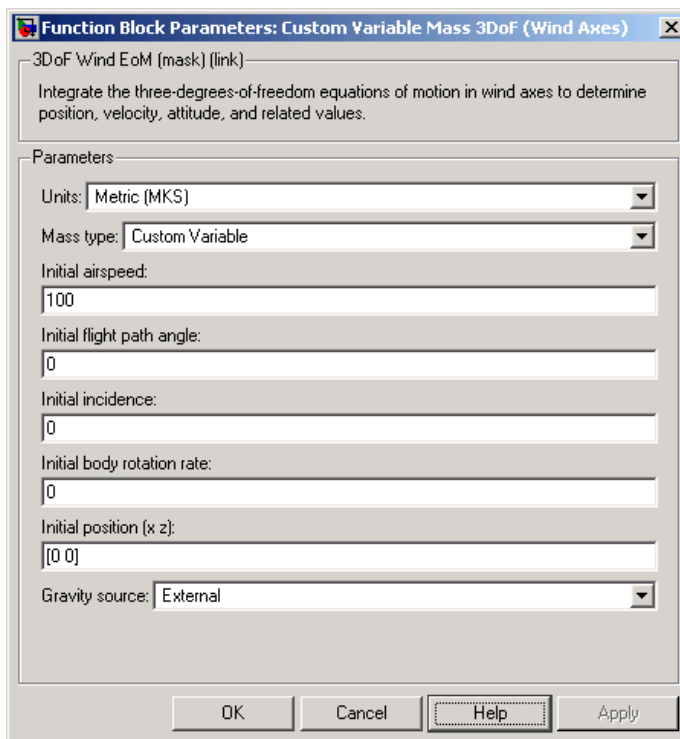 Function Block Parameters: Custom Variable Mass 3DoF (Wind Axes)
3DoF Wind EoM (mask) (link)
Integrate the three-degrees-of-freedom equations of motion in wind axes to determine
position, velocity, attitude, and related values.
Parameters
Units: Metric (MKS)
Mass type: Custom Variable
Initial airspeed:
100
Initial flight path angle:
0
Initial incidence:
0
Initial body rotation rate:
0
Initial position (x z):
[0 0]
Gravity source: External
OK Cancel Help Apply